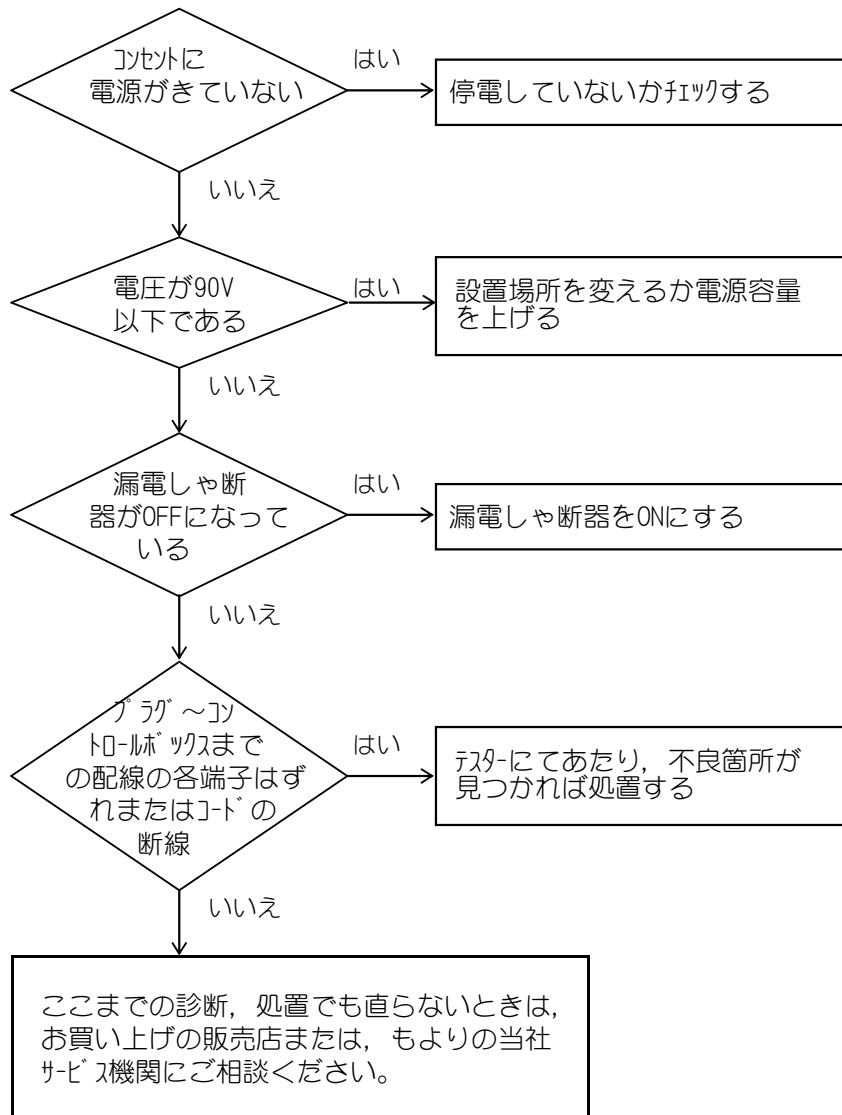 ｺﾝｾﾝﾄに
電源がきていない
はい
停電していないかﾁｪｯｸする
いいえ
電圧が90V
以下である
はい
設置場所を変えるか電源容量
を上げる
いいえ
漏電しゃ断
器がOFFになって
いる
はい
漏電しゃ断器をONにする
いいえ
ﾌﾟﾗｸﾞ～ｺﾝ
ﾄﾛｰﾙﾎﾞｯｸｽまで
の配線の各端子はず
れまたはｺｰﾄﾞの
断線
はい
ﾃｽﾀｰにてあたり，不良箇所が
見つかれば処置する
いいえ
ここまでの診断，処置でも直らないときは，
お買い上げの販売店または，もよりの当社
ｻｰﾋﾞｽ機関にご相談ください。